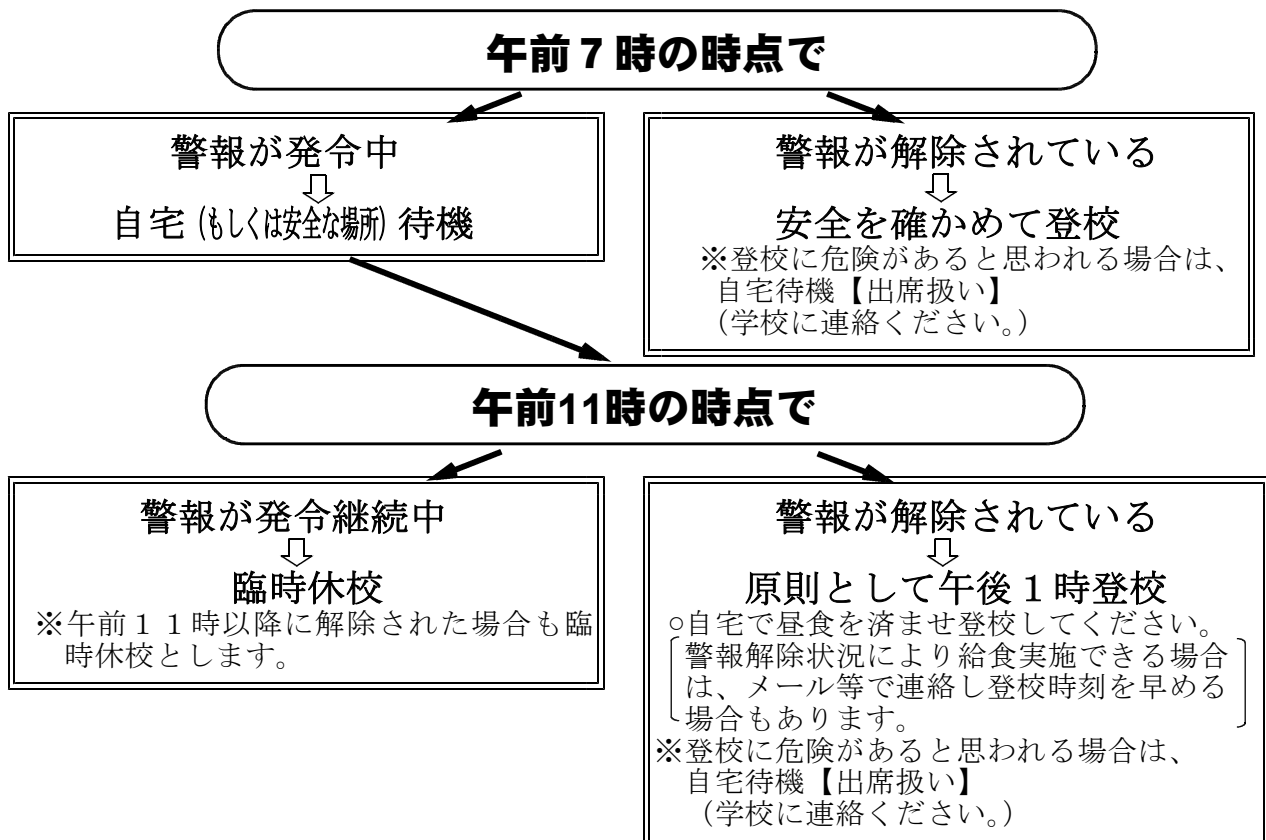 午前７時の時点で
警報が発令中
自宅(もしくは安全な場所)待機
警報が解除されている
安全を確かめて登校
※登校に危険があると思われる場合は、
自宅待機【出席扱い】
(学校に連絡ください。)
午前11時の時点で
警報が発令継続中
臨時休校
※午前１１時以降に解除された場合も臨
時休校とします。
警報が解除されている
原則として午後１時登校
○自宅で昼食を済ませ登校してください。
警報解除状況により給食実施できる場合
は、メール等で連絡し登校時刻を早める
場合もあります。
※登校に危険があると思われる場合は、
自宅待機【出席扱い】
(学校に連絡ください。)